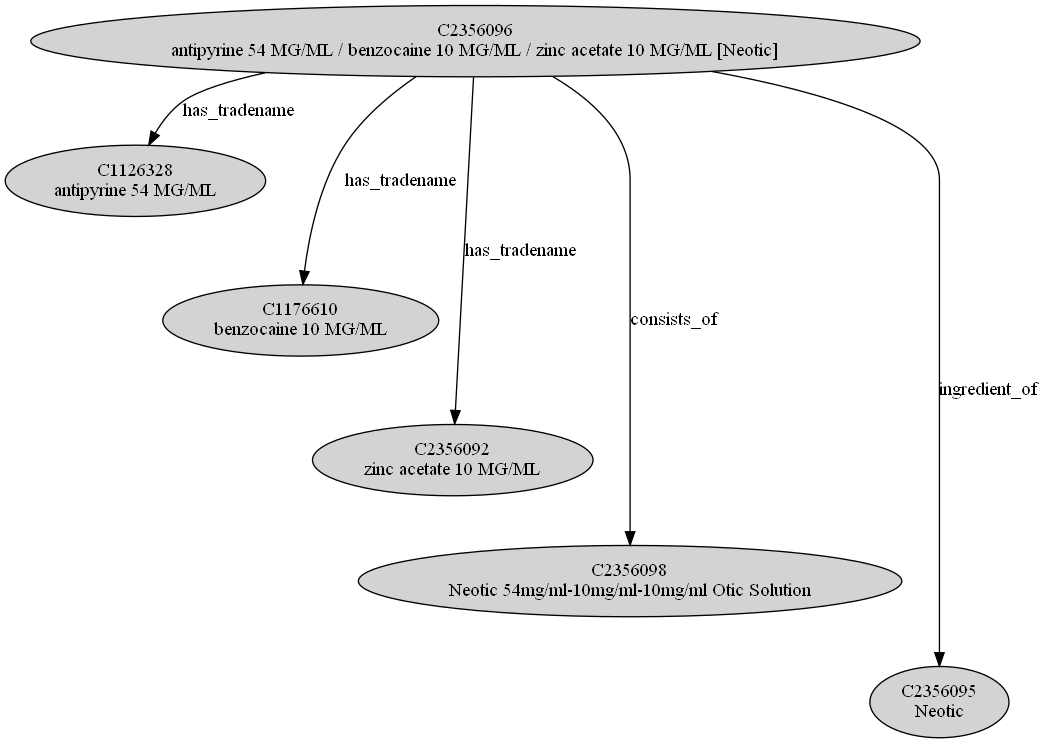 C2356096
antipyrine 54 MG/ML / benzocaine 10 MG/ML / zinc acetate 10 MG/ML [Neotic]
has_tradename
C1126328
antipyrine 54 MG/ML
has_tradename
has_tradename
C1176610
benzocaine 10 MG/ML
consists_of
ingredient_of
C2356092
zinc acetate 10 MG/ML
C2356098
Neotic 54mg/ml-10mg/ml-10mg/ml Otic Solution
C2356095
Neotic